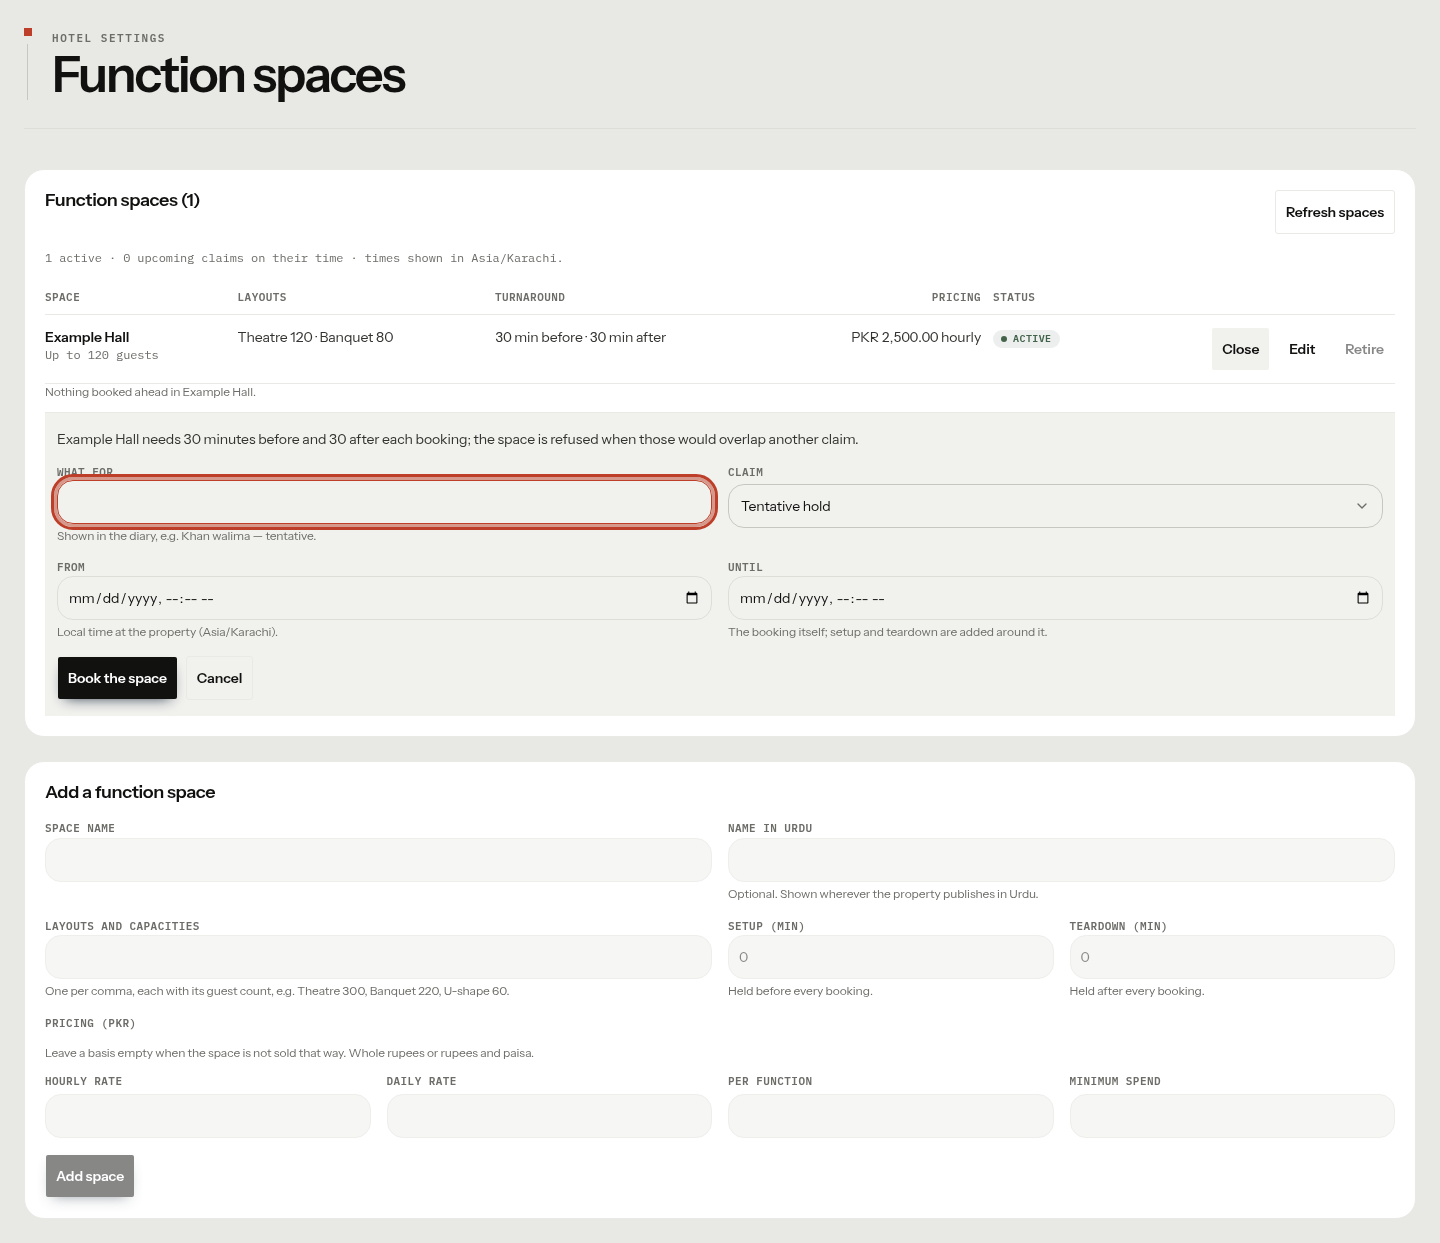 HOTEL SETTINGS
Function spaces
Function spaces (1)
Refresh spaces
1 active · 0 upcoming claims on their time · times shown in Asia/Karachi.
SPACE LAYOUTS TURNAROUND PRICING STATUS
Example Hall Theatre 120 · Banquet 80 30 min before · 30 min after PKR 2,500.00 hourly ACTIVE Close Edit Retire
Up to 120 guests
Nothing booked ahead in Example Hall.
Example Hall needs 30 minutes before and 30 after each booking; the space is refused when those would overlap another claim.
WHAT FOR CLAIM
Tentative hold
Shown in the diary, e.g. Khan walima — tentative.
FROM UNTIL
mm/dd/yyyy, --:-- -- mm/dd/yyyy, --:-- --
Local time at the property (Asia/Karachi). The booking itself; setup and teardown are added around it.
Book the space Cancel
Add a function space
SPACE NAME NAME IN URDU
Optional. Shown wherever the property publishes in Urdu.
LAYOUTS AND CAPACITIES SETUP (MIN) TEARDOWN (MIN)
0 0
One per comma, each with its guest count, e.g. Theatre 300, Banquet 220, U-shape 60. Held before every booking. Held after every booking.
PRICING (PKR)
Leave a basis empty when the space is not sold that way. Whole rupees or rupees and paisa.
HOURLY RATE DAILY RATE PER FUNCTION MINIMUM SPEND
Add space